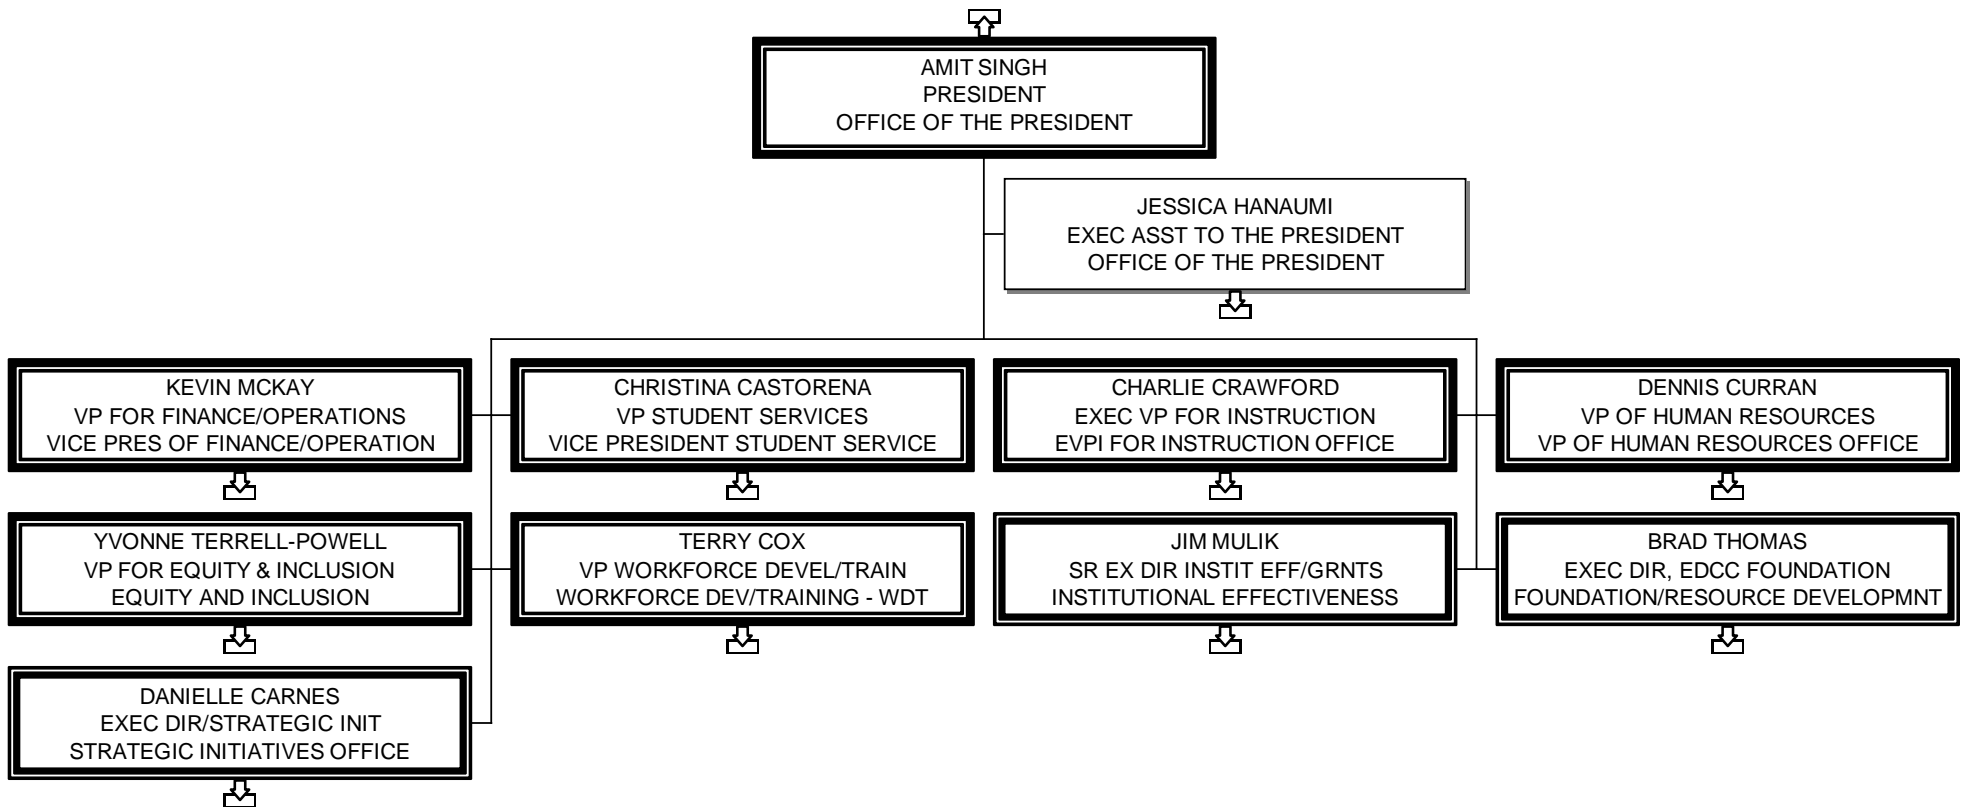 AMIT SINGH
PRESIDENT
OFFICE OF THE PRESIDENT
JESSICA HANAUMI
EXEC ASST TO THE PRESIDENT
OFFICE OF THE PRESIDENT
KEVIN MCKAY
VP FOR FINANCE/OPERATIONS
VICE PRES OF FINANCE/OPERATION
CHRISTINA CASTORENA
VP STUDENT SERVICES
VICE PRESIDENT STUDENT SERVICE
CHARLIE CRAWFORD
EXEC VP FOR INSTRUCTION
EVPI FOR INSTRUCTION OFFICE
DENNIS CURRAN
VP OF HUMAN RESOURCES
VP OF HUMAN RESOURCES OFFICE
YVONNE TERRELL-POWELL
VP FOR EQUITY & INCLUSION
EQUITY AND INCLUSION
TERRY COX
VP WORKFORCE DEVEL/TRAIN
WORKFORCE DEV/TRAINING - WDT
JIM MULIK
SR EX DIR INSTIT EFF/GRNTS
INSTITUTIONAL EFFECTIVENESS
BRAD THOMAS
EXEC DIR, EDCC FOUNDATION
FOUNDATION/RESOURCE DEVELOPMNT
DANIELLE CARNES
EXEC DIR/STRATEGIC INIT
STRATEGIC INITIATIVES OFFICE